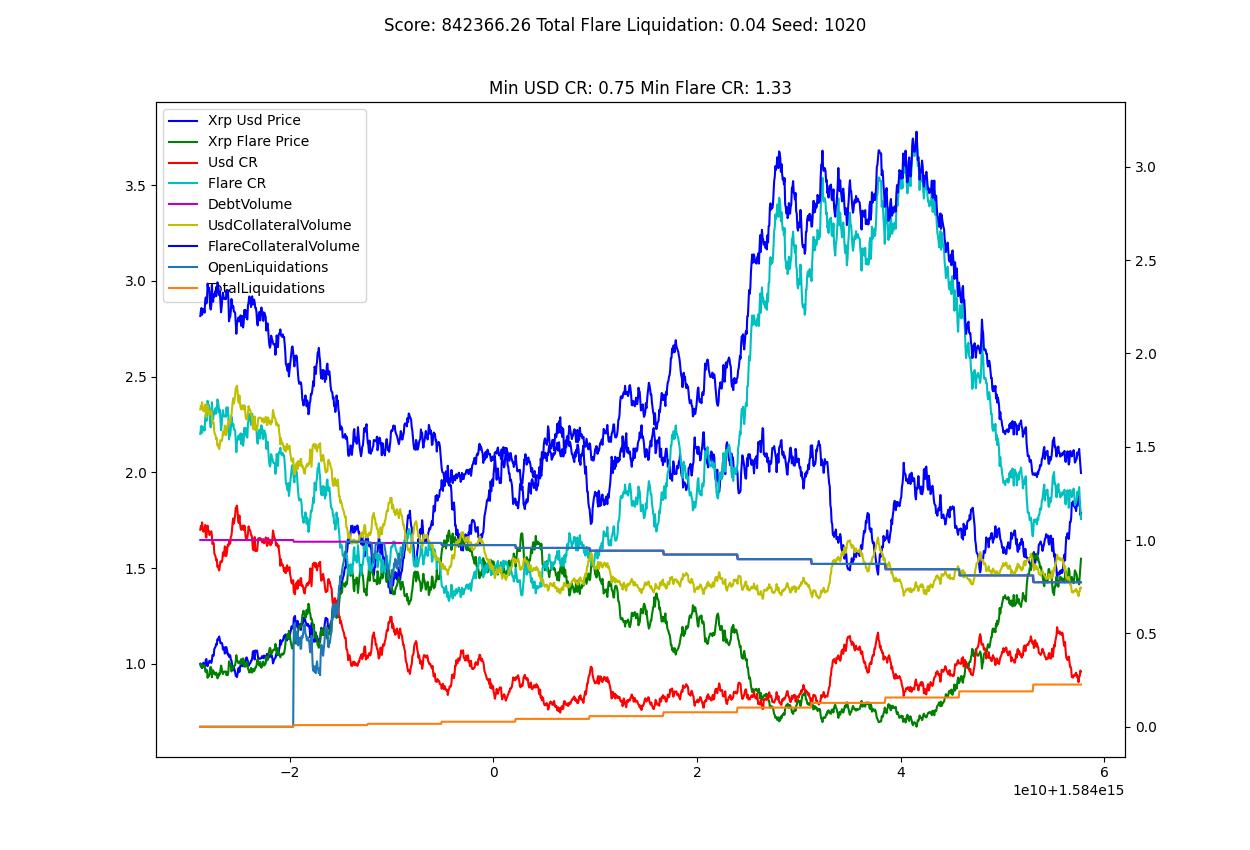 Score: 842366.26 Total Flare Liquidation: 0.04 Seed: 1020
Min USD CR: 0.75 Min Flare CR: 1.33
Xrp Usd Price
Xrp Flare Price
Usd CR
Flare CR
DebtVolume
UsdCollateralVolume
FlareCollateralVolume
OpenLiquidations
TotalLiquidations
3.5
3.0
2.5
2.0
1.5
1.0
3.0
2.5
2.0
1.5
1.0
0.5
0.0
−2
0
2
4
6
1e10+1.584e15